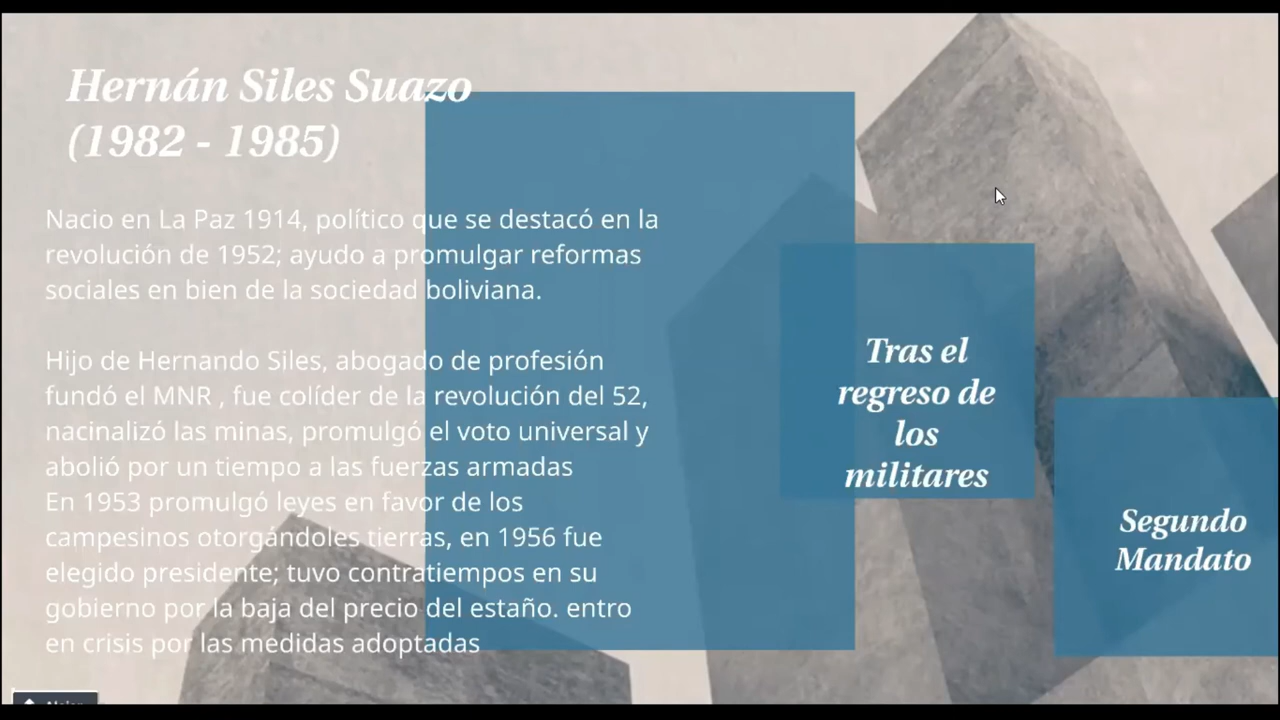 Hernán Siles Suazo
(1982 - 1985)
Nacio en La Paz 1914, político que se destacó en la
revolución de 1952; ayudo a promulgar reformas
sociales en bien de la sociedad boliviana.
Hijo de Hernando Siles, abogado de profesión
fundó el MNR , fue colíder de la revolución del 52,
nacinalizó las minas, promulgó el voto universal y
abolió por un tiempo a las fuerzas armadas
En 1953 promulgó leyes en favor de los
campesinos otorgándoles tierras, en 1956 fue
elegido presidente; tuvo contratiempos en su
gobierno por la baja del precio del estaño. entro
en crisis por las medidas adoptadas
Tras el
regreso de
los
militares
Segundo
Mandato